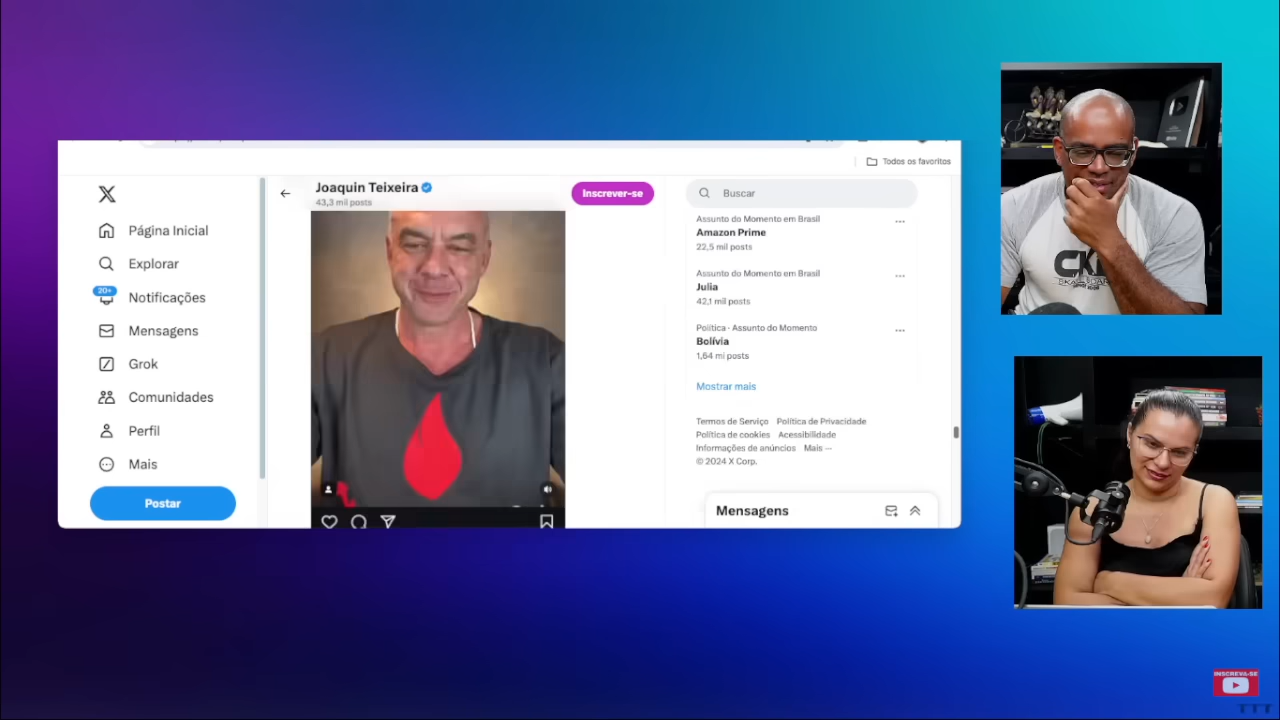 Todos os favoritos
Joaquin Teixeira
43,3 mil posts
Inscrever-se
Página Inicial
Explorar
20+
Notificações
Mensagens
Grok
Comunidades
Perfil
Mais
Postar
Buscar
Assunto do Momento em Brasil
Amazon Prime
22,5 mil posts
Assunto do Momento em Brasil
Julia
42,1 mil posts
Política · Assunto do Momento
Bolívia
1,64 mi posts
Mostrar mais
Termos de Serviço Política de Privacidade
Política de cookies Acessibilidade
Informações de anúncios Mais ···
© 2024 X Corp.
Mensagens
INSCREVA-SE